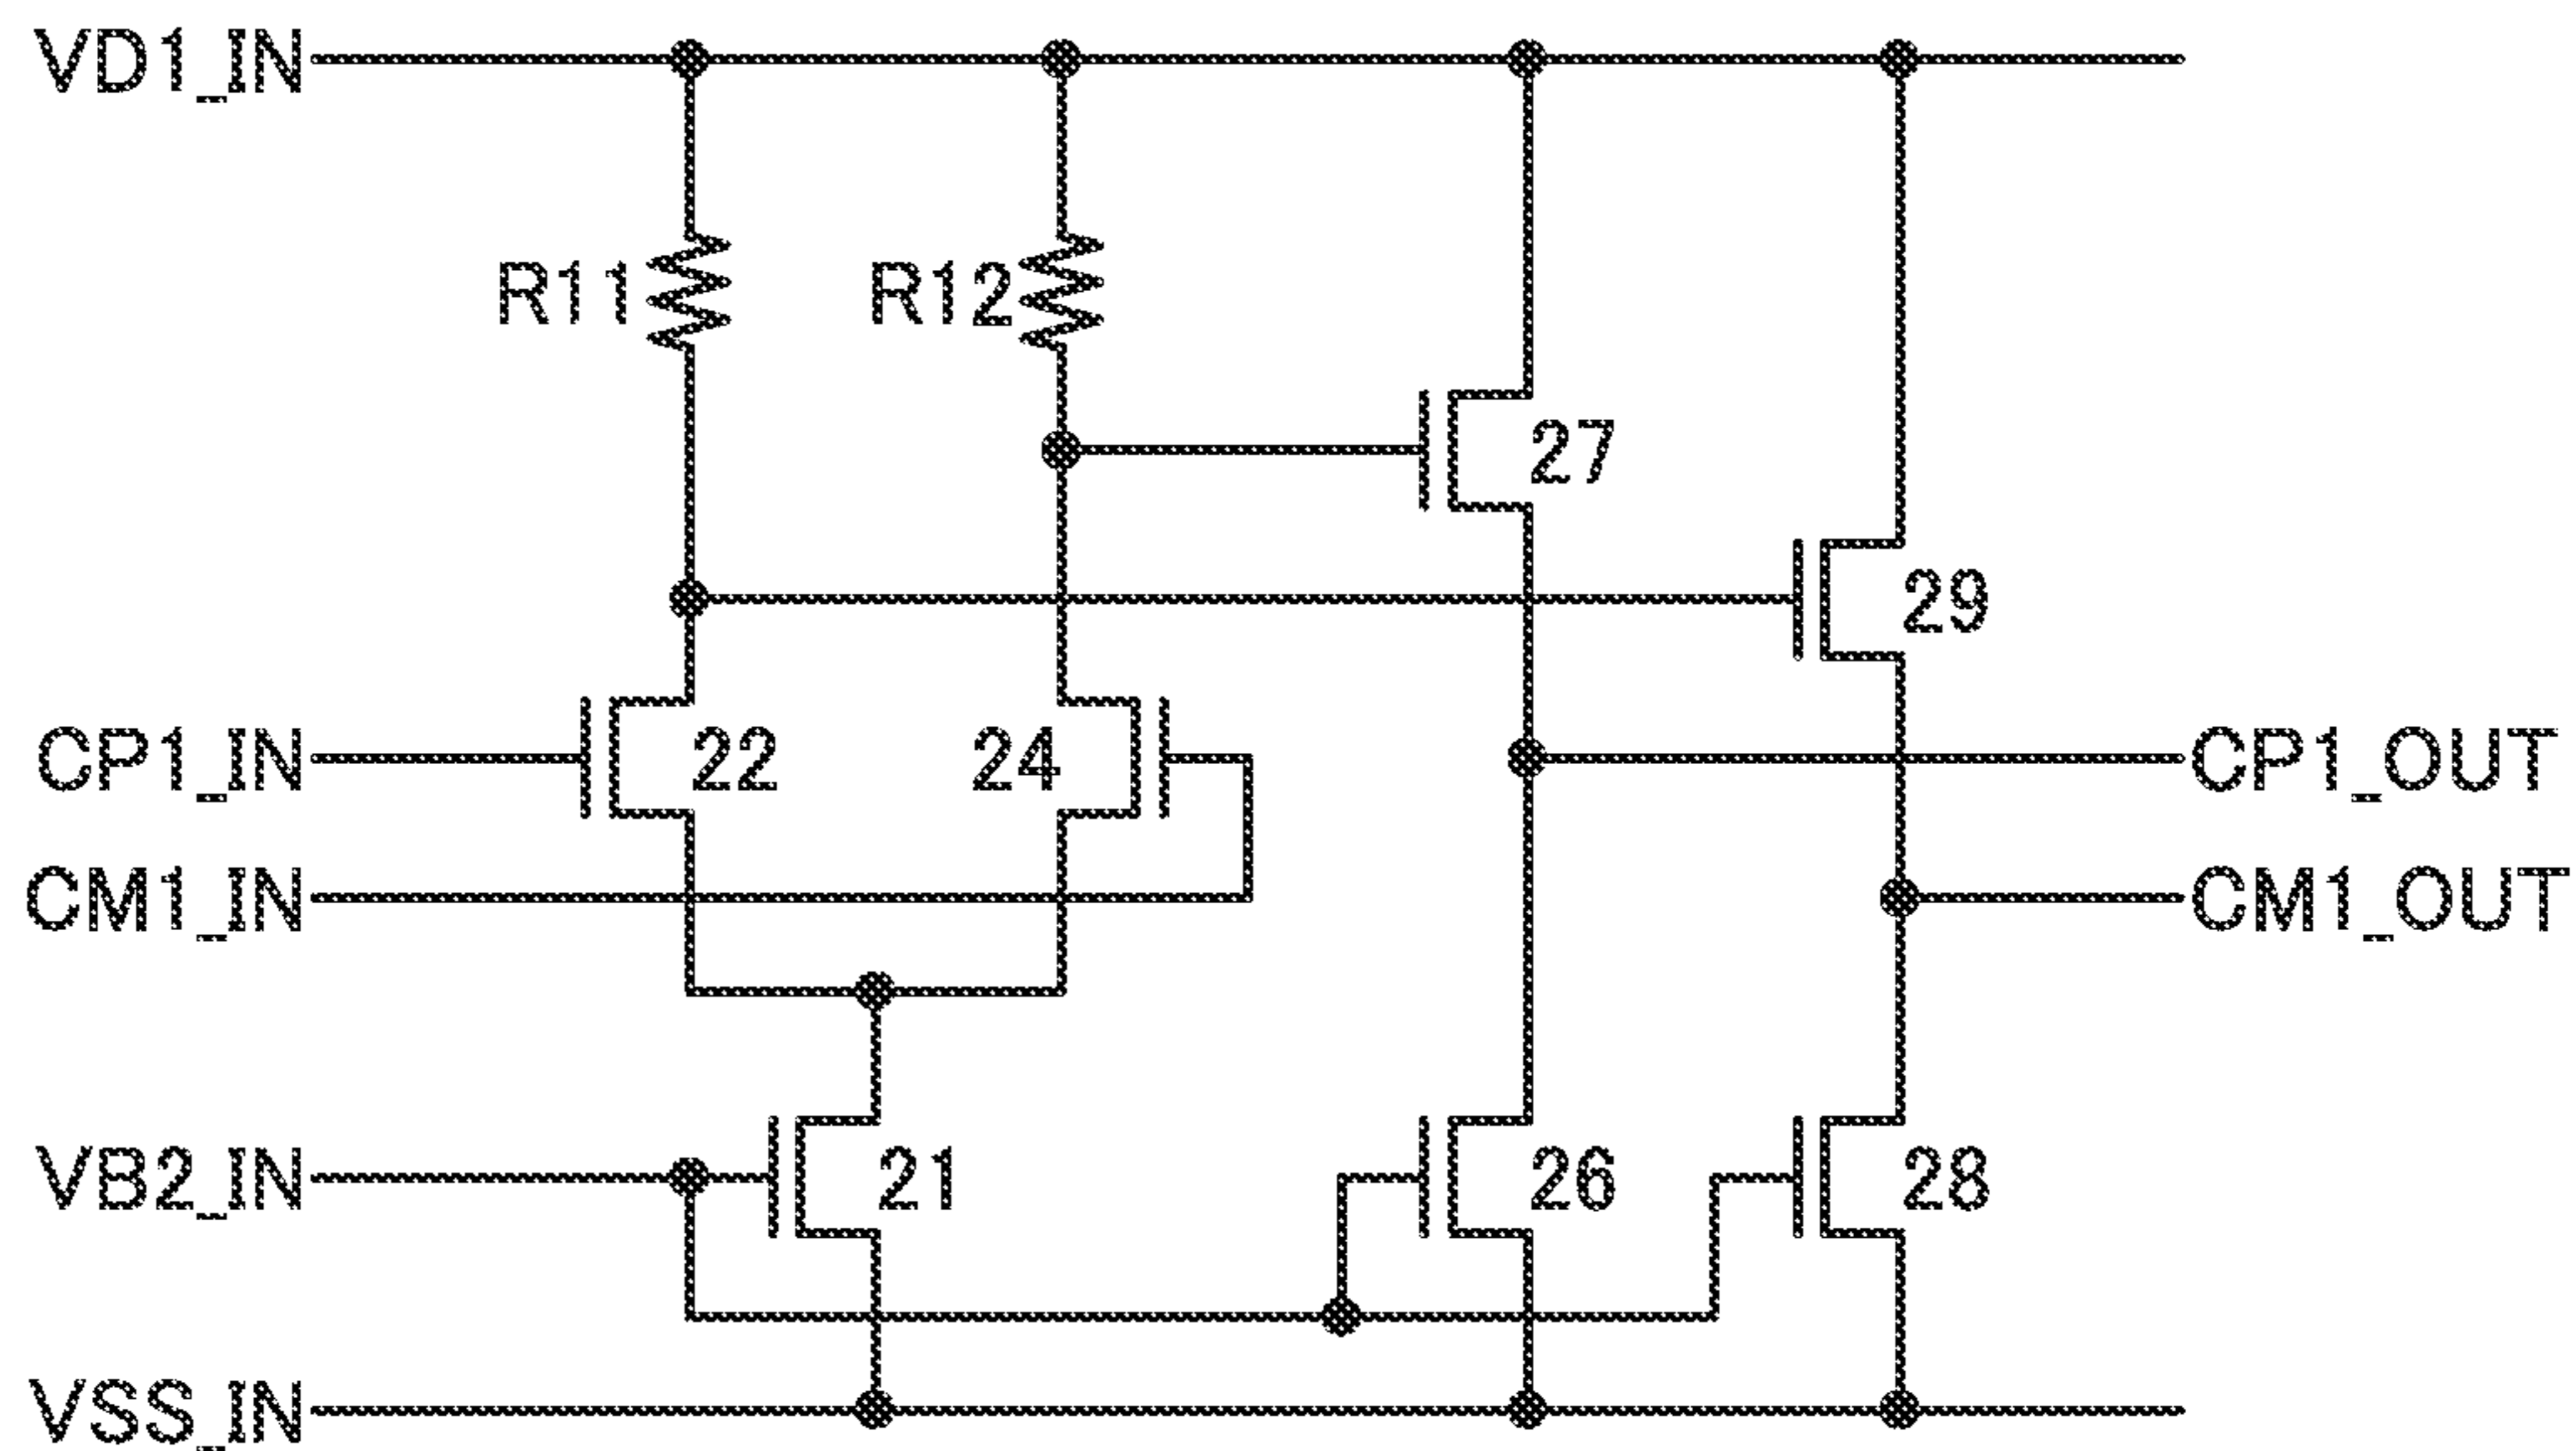 VD1_IN
R11
R12
27
29
CP1_IN
22
24
CP1_OUT
CM1_IN
CM1_OUT
VB2_IN
21
26
28
VSS_IN